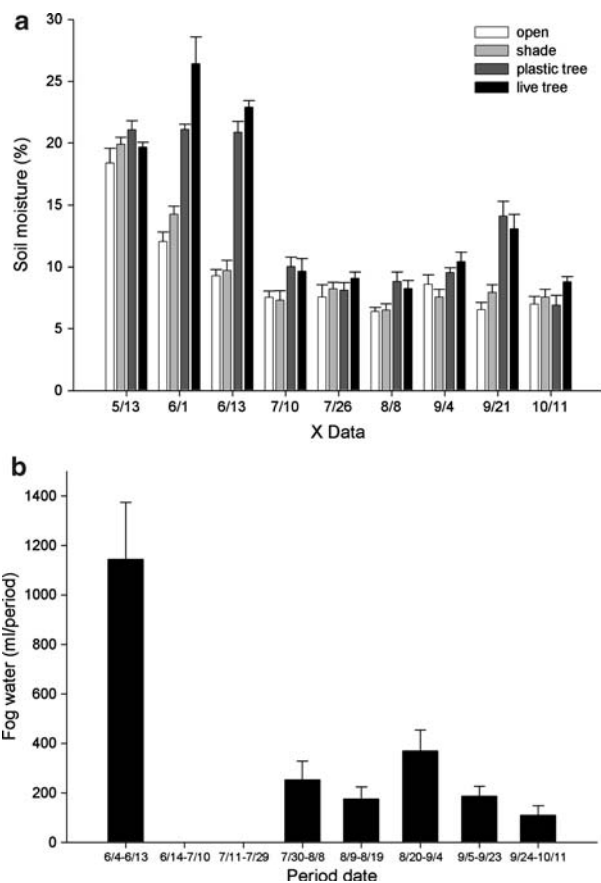 a
30
25
20
15
10
5
0
Soil moisture (%)
open
shade
plastic tree
live tree
5/13 6/1 6/13 7/10 7/26 8/8 9/4 9/21 10/11
X Data
b
1400
1200
1000
800
600
400
200
0
Fog water (ml/period)
6/4-6/13 6/14-7/10 7/11-7/29 7/30-8/8 8/9-8/19 8/20-9/4 9/5-9/23 9/24-10/11
Period date